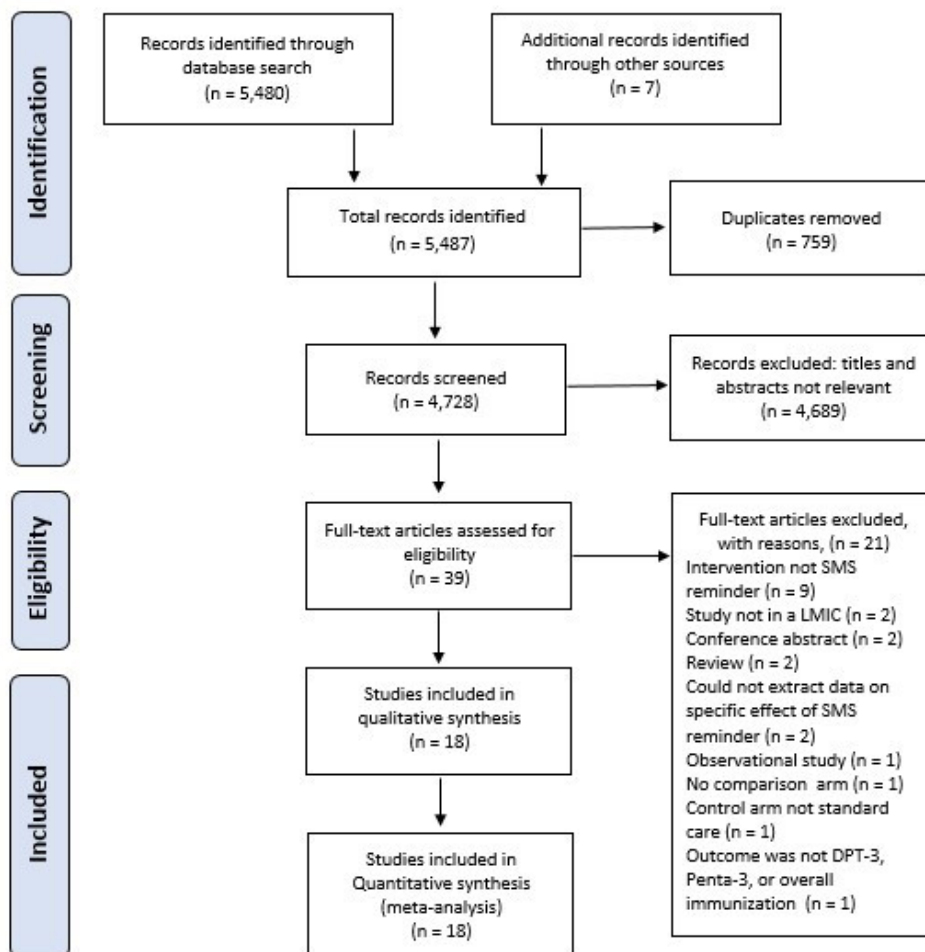 Identification
Records identified through
database search
(n = 5,480)
Additional records identified
through other sources
(n = 7)
Total records identified
(n = 5,487)
Duplicates removed
(n = 759)
Screening
Records screened
(n = 4,728)
Records excluded: titles and
abstracts not relevant
(n = 4,689)
Eligibility
Full-text articles assessed for
eligibility
(n = 39)
Full-text articles excluded,
with reasons, (n = 21)
Intervention not SMS
reminder (n = 9)
Study not in a LMIC (n = 2)
Conference abstract (n = 2)
Review (n = 2)
Could not extract data on
specific effect of SMS
reminder (n = 2)
Observational study (n = 1)
No comparison arm (n = 1)
Control arm not standard
care (n = 1)
Outcome was not DPT-3,
Penta-3, or overall
immunization (n = 1)
Included
Studies included in
qualitative synthesis
(n = 18)
Studies included in
Quantitative synthesis
(meta-analysis)
(n = 18)